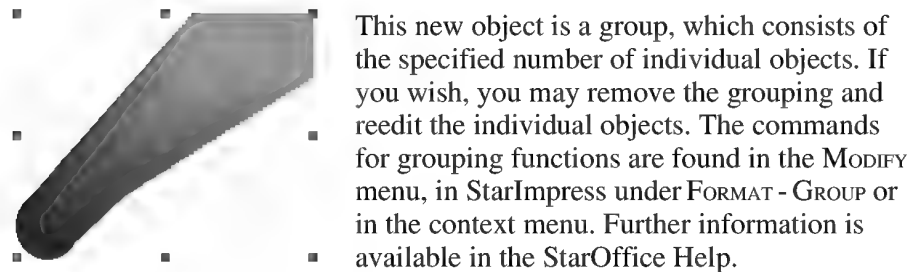 This new object is a group, which consists of
the specified number of individual objects. If
you wish, you may remove the grouping and
reedit the individual objects. The commands
for grouping functions are found in the MODIFY
menu, in StarImpress under FORMAT - GROUP or
in the context menu. Further information is
available in the StarOffice Help.